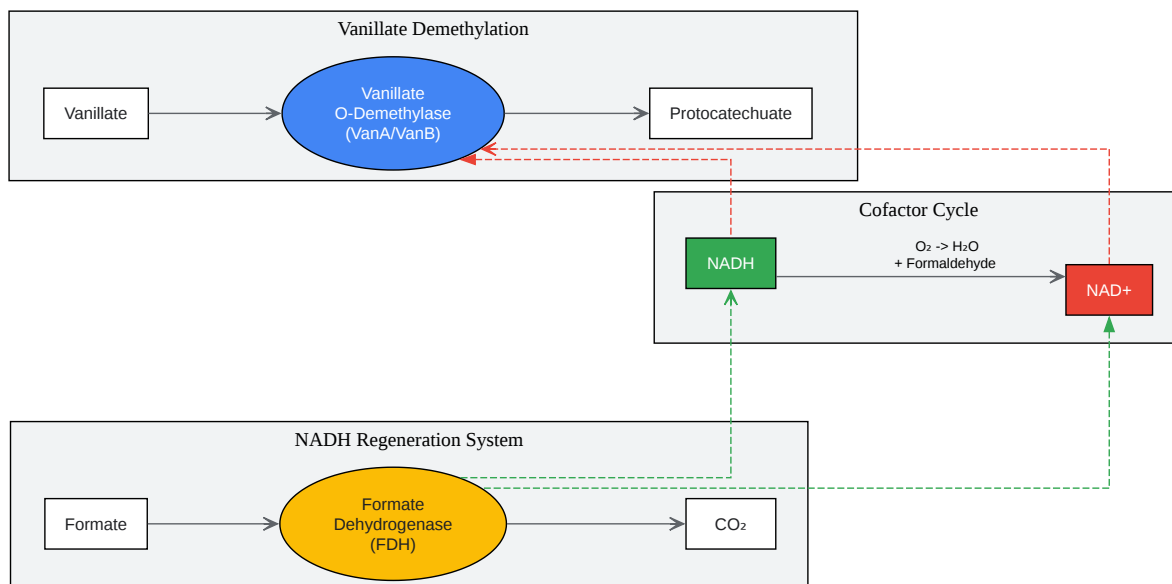 Vanillate Demethylation
Vanillate
Vanillate
O-Demethylase
(VanA/VanB)
Protocatechuate
Cofactor Cycle
NADH
O₂ -> H₂O
+ Formaldehyde
NAD+
NADH Regeneration System
Formate
Formate
Dehydrogenase
(FDH)
CO₂